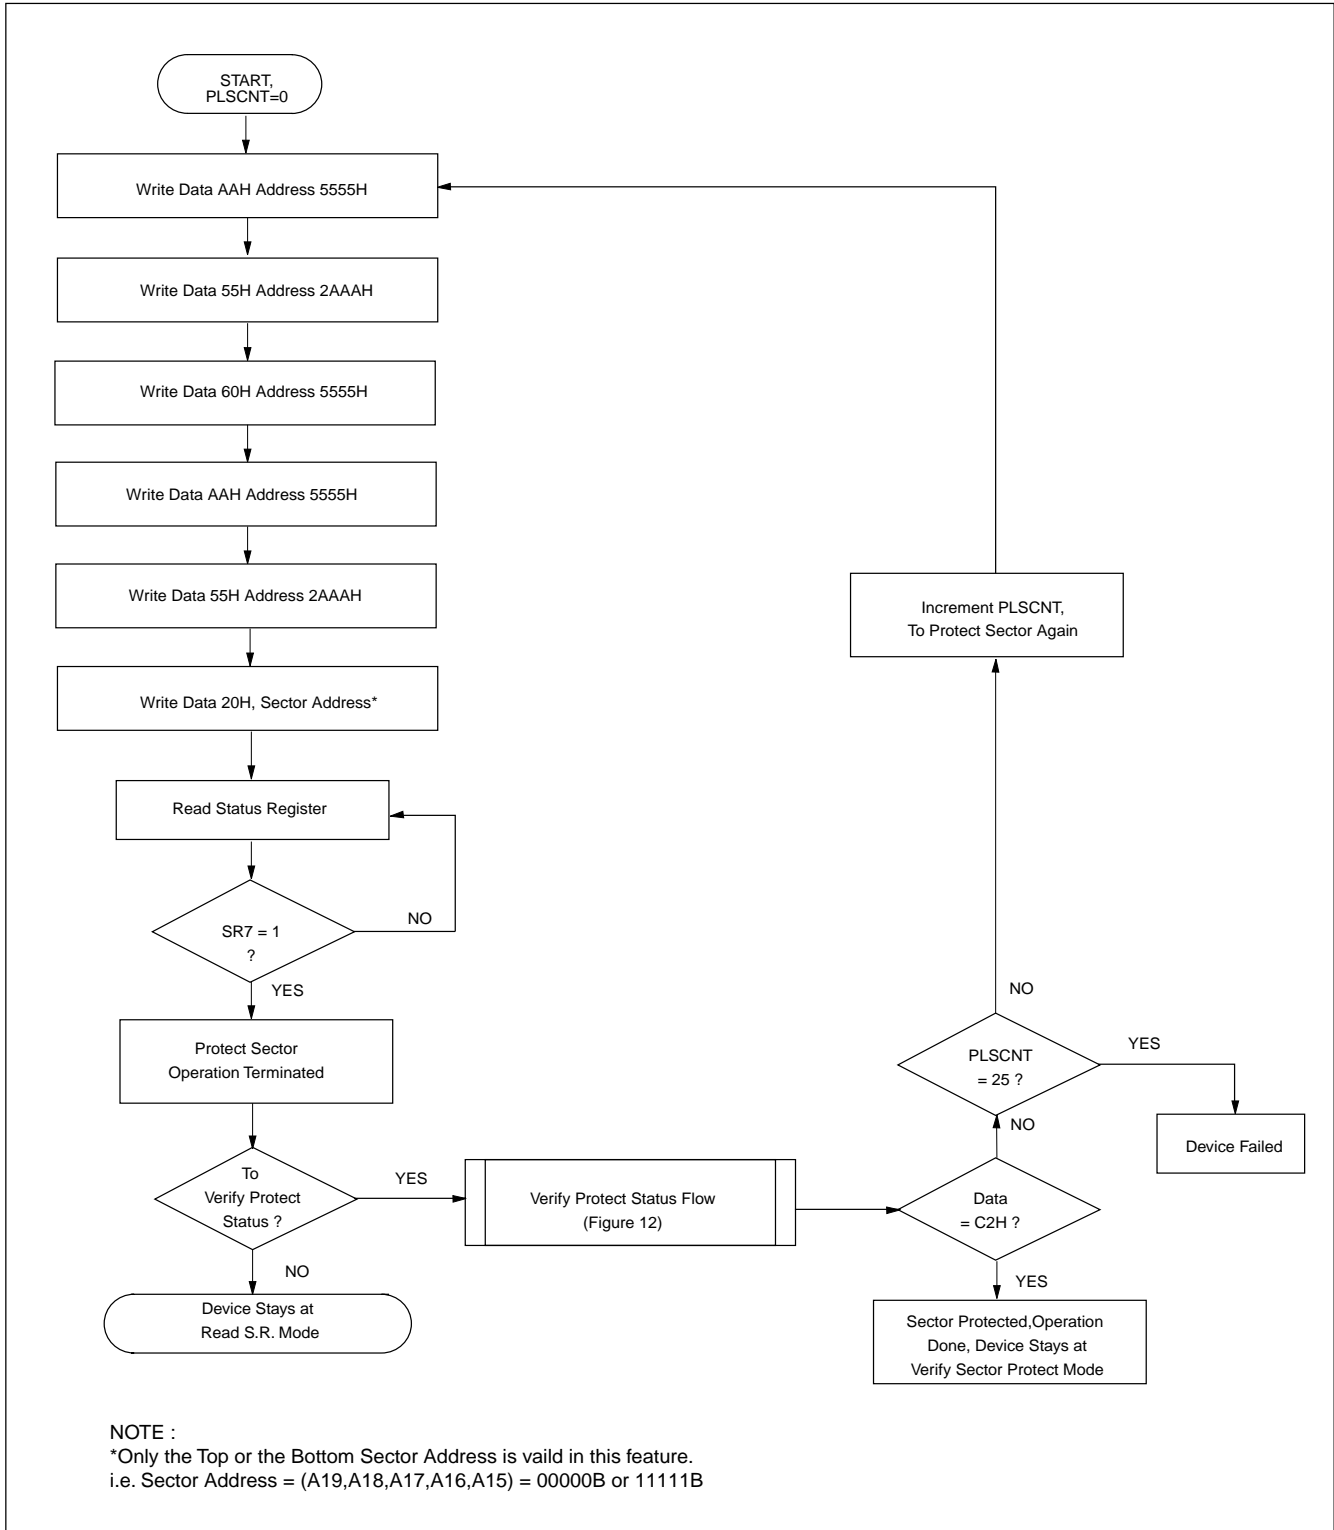 START,
PLSCNT=0
Write Data AAH Address 5555H
Write Data 55H Address 2AAAH
Write Data 60H Address 5555H
Write Data AAH Address 5555H
Write Data 55H Address 2AAAH
Write Data 20H, Sector Address*
Read Status Register
SR7 = 1
?
NO
YES
Protect Sector
Operation Terminated
To
Verify Protect
Status ?
YES
NO
Device Stays at
Read S.R. Mode
Verify Protect Status Flow
(Figure 12)
Data
= C2H ?
YES
Sector Protected,Operation
Done, Device Stays at
Verify Sector Protect Mode
NO
PLSCNT
= 25 ?
YES
Device Failed
NO
Increment PLSCNT,
To Protect Sector Again
NOTE :
*Only the Top or the Bottom Sector Address is vaild in this feature.
i.e. Sector Address = (A19,A18,A17,A16,A15) = 00000B or 11111B